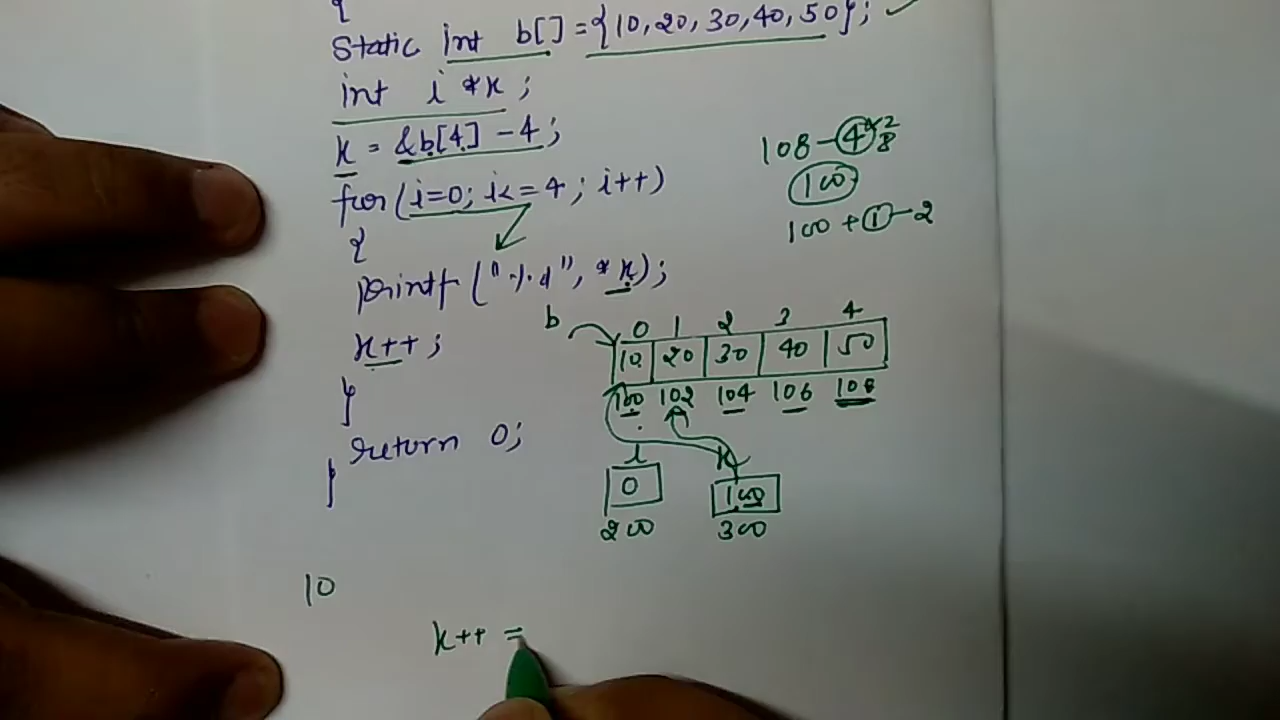 {
Static int b[] = {10, 20, 30, 40, 50};
int i *k;
k = &b[4] - 4;
for (i=0; i<=4; i++)
{
printf ("%d", *k);
k++;
}
return 0;
}
108 - 4*2
8
100
100 + 1 - 2
b
0 1 2 3 4
10 20 30 40 50
100 102 104 106 108
i k
0 100
200 300
10
k++ =